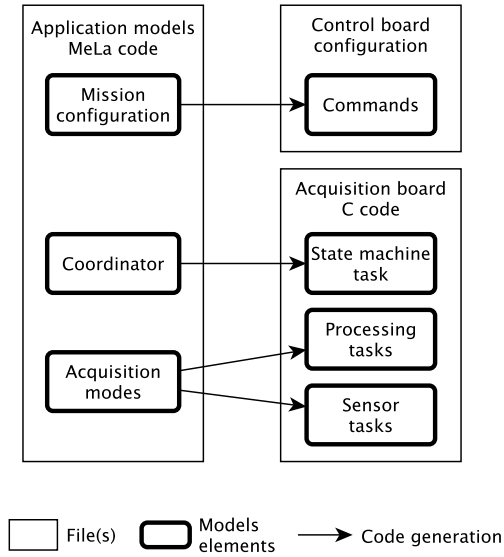 Application models
MeLa code
Mission
configuration
Coordinator
Acquisition
modes
Control board
configuration
Commands
Acquisition board
C code
State machine
task
Processing
tasks
Sensor
tasks
File(s)
Models
elements
Code generation